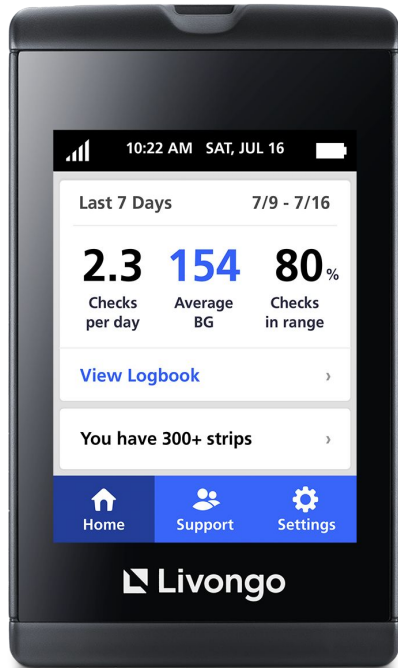 10:22 AM SAT, JUL 16
Last 7 Days 7/9 - 7/16
2.3 154 80%
Checks per day
Average BG
Checks in range
View Logbook ›
You have 300+ strips ›
Home Support Settings
Livongo